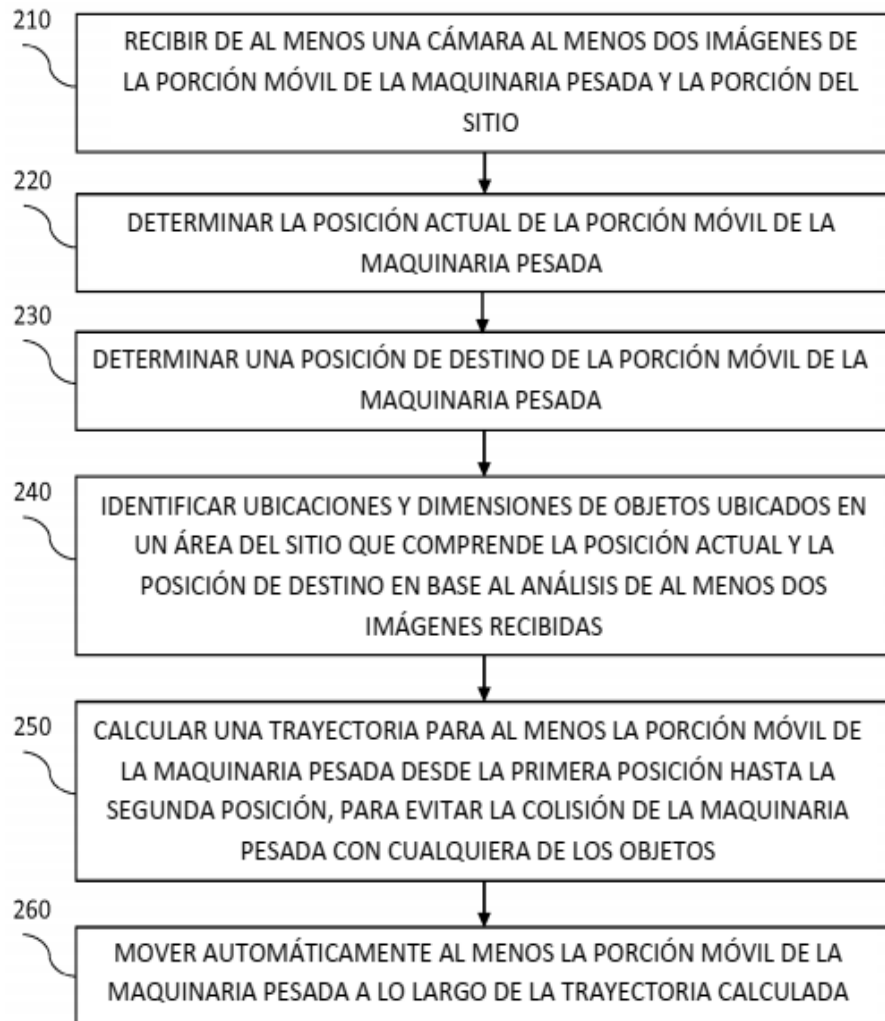 210
RECIBIR DE AL MENOS UNA CÁMARA AL MENOS DOS IMÁGENES DE
LA PORCIÓN MÓVIL DE LA MAQUINARIA PESADA Y LA PORCIÓN DEL
SITIO
220
DETERMINAR LA POSICIÓN ACTUAL DE LA PORCIÓN MÓVIL DE LA
MAQUINARIA PESADA
230
DETERMINAR UNA POSICIÓN DE DESTINO DE LA PORCIÓN MÓVIL DE LA
MAQUINARIA PESADA
240
IDENTIFICAR UBICACIONES Y DIMENSIONES DE OBJETOS UBICADOS EN
UN ÁREA DEL SITIO QUE COMPRENDE LA POSICIÓN ACTUAL Y LA
POSICIÓN DE DESTINO EN BASE AL ANÁLISIS DE AL MENOS DOS
IMÁGENES RECIBIDAS
250
CALCULAR UNA TRAYECTORIA PARA AL MENOS LA PORCIÓN MÓVIL DE
LA MAQUINARIA PESADA DESDE LA PRIMERA POSICIÓN HASTA LA
SEGUNDA POSICIÓN, PARA EVITAR LA COLISIÓN DE LA MAQUINARIA
PESADA CON CUALQUIERA DE LOS OBJETOS
260
MOVER AUTOMÁTICAMENTE AL MENOS LA PORCIÓN MÓVIL DE LA
MAQUINARIA PESADA A LO LARGO DE LA TRAYECTORIA CALCULADA